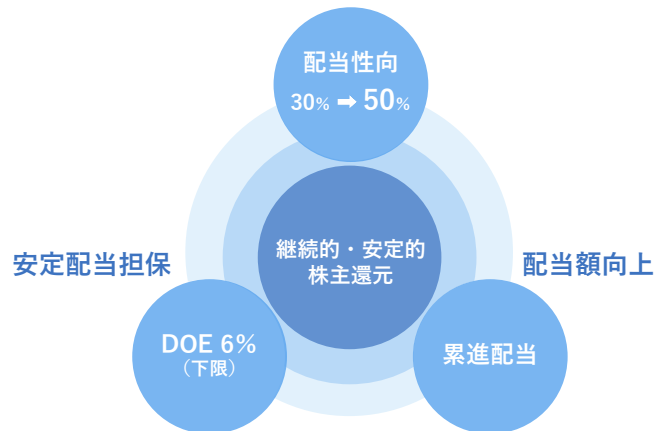 配当性向
30% ➡ 50%
継続的・安定的
株主還元
安定配当担保
配当額向上
DOE 6%
（下限）
累進配当